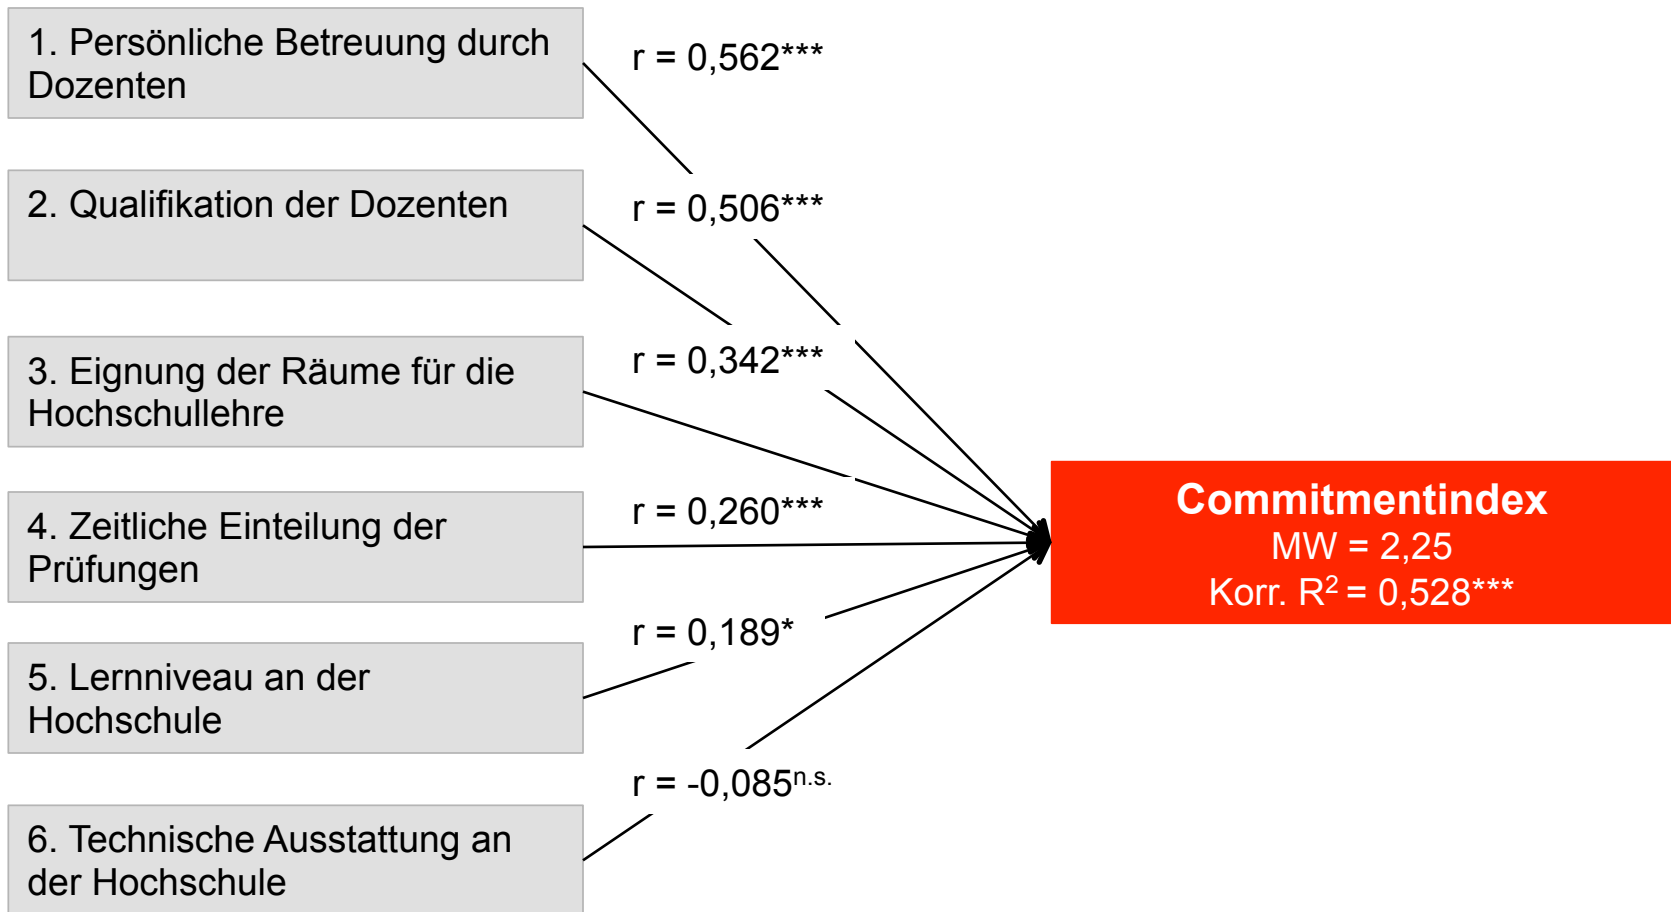 1. Persönliche Betreuung durch
Dozenten
r = 0,562***
2. Qualifikation der Dozenten
r = 0,506***
3. Eignung der Räume für die
Hochschullehre
r = 0,342***
4. Zeitliche Einteilung der
Prüfungen
r = 0,260***
5. Lernniveau an der
Hochschule
r = 0,189*
6. Technische Ausstattung an
der Hochschule
r = -0,085n.s.
Commitmentindex
MW = 2,25
Korr. R² = 0,528***